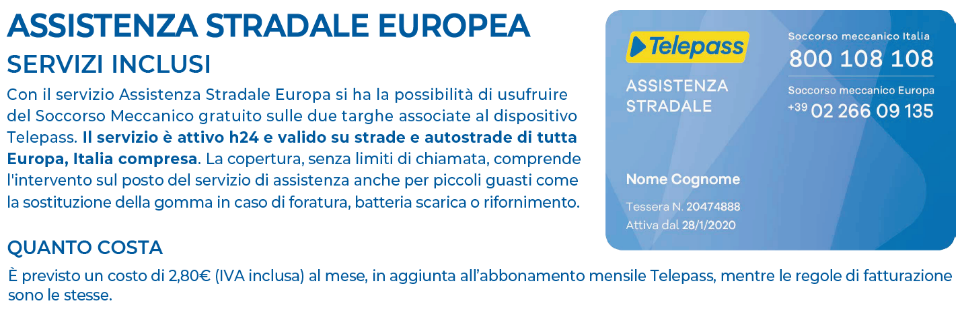 ASSISTENZA STRADALE EUROPEA
SERVIZI INCLUSI
Con il servizio Assistenza Stradale Europa si ha la possibilità di usufruire
del Soccorso Meccanico gratuito sulle due targhe associate al dispositivo
Telepass. Il servizio è attivo h24 e valido su strade e autostrade di tutta
Europa, Italia compresa. La copertura, senza limiti di chiamata, comprende
l'intervento sul posto del servizio di assistenza anche per piccoli guasti come
la sostituzione della gomma in caso di foratura, batteria scarica o rifornimento.
Telepass
ASSISTENZA
STRADALE
Soccorso meccanico Italia
800 108 108
Soccorso meccanico Europa
+39 02 266 09 135
Nome Cognome
Tessera N. 20474888
Attiva dal 28/1/2020
QUANTO COSTA
È previsto un costo di 2,80€ (IVA inclusa) al mese, in aggiunta all'abbonamento mensile Telepass, mentre le regole di fatturazione
sono le stesse.